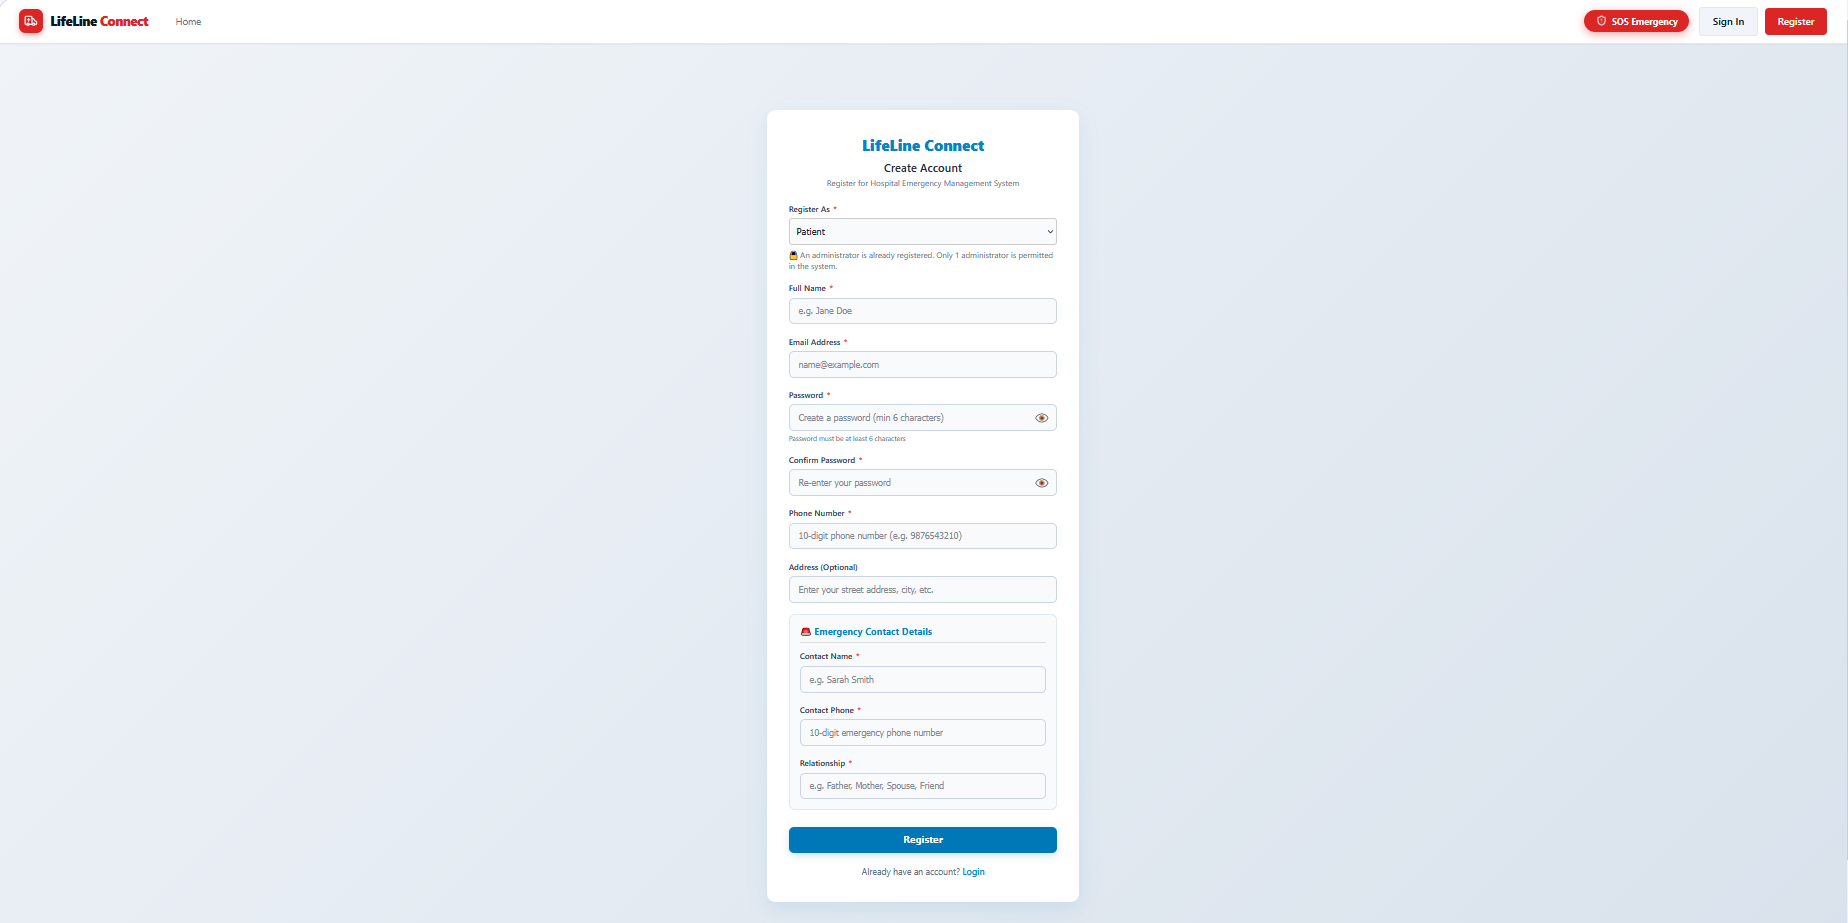 LifeLine Connect
Home
SOS Emergency
Sign In
Register
LifeLine Connect
Create Account
Register for Hospital Emergency Management System
Register As *
Patient
An administrator is already registered. Only 1 administrator is permitted
in the system.
Full Name *
e.g. Jane Doe
Email Address *
name@example.com
Password *
Create a password (min 6 characters)
Password must be at least 6 characters
Confirm Password *
Re-enter your password
Phone Number *
10-digit phone number (e.g. 9876543210)
Address (Optional)
Enter your street address, city, etc.
Emergency Contact Details
Contact Name *
e.g. Sarah Smith
Contact Phone *
10-digit emergency phone number
Relationship *
e.g. Father, Mother, Spouse, Friend
Register
Already have an account? Login